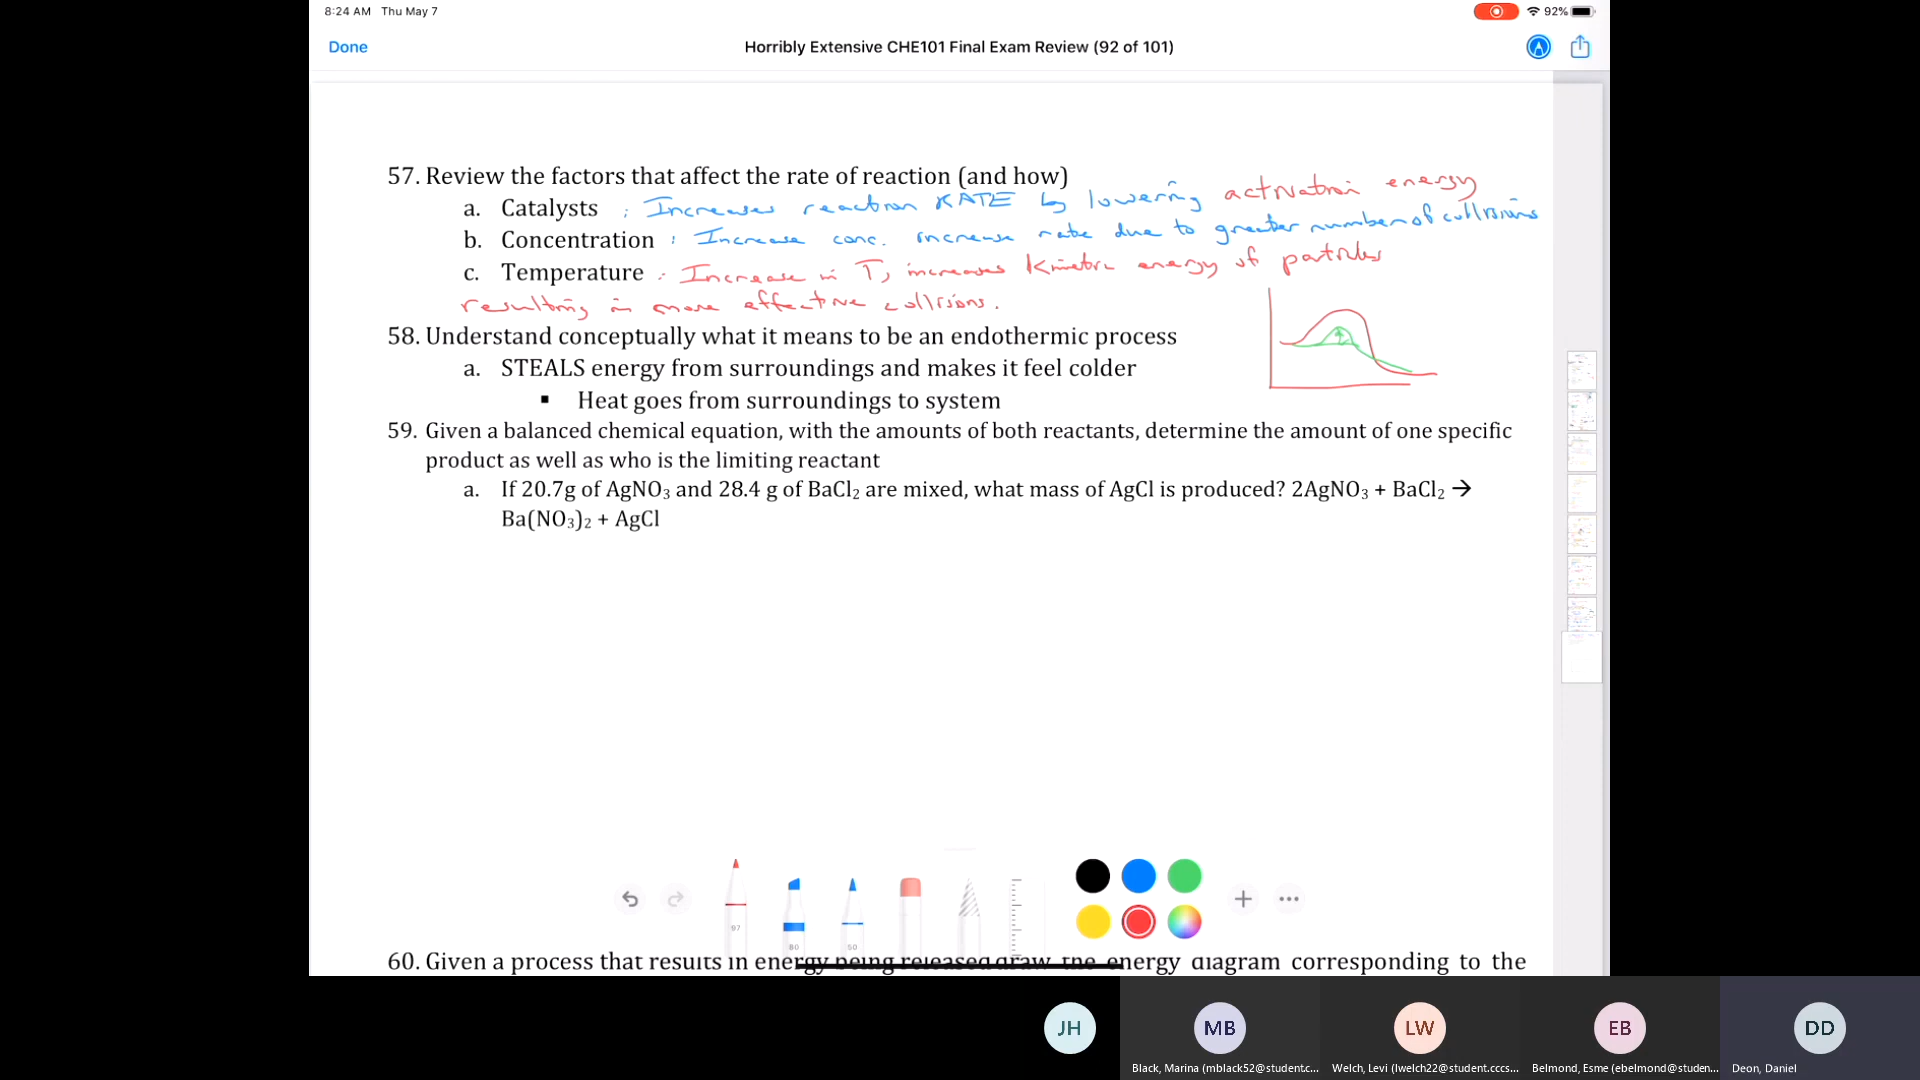 8:24 AM Thu May 7
92%
Done
Horribly Extensive CHE101 Final Exam Review (92 of 101)
57. Review the factors that affect the rate of reaction (and how)
a. Catalysts : Increases reaction RATE by lowering activation energy
b. Concentration : Increase conc. increase rate due to greater number of collisions
c. Temperature : Increase in T, increases Kinetic energy of particles
resulting in more effective collisions.
58. Understand conceptually what it means to be an endothermic process
a. STEALS energy from surroundings and makes it feel colder
▪ Heat goes from surroundings to system
59. Given a balanced chemical equation, with the amounts of both reactants, determine the amount of one specific
product as well as who is the limiting reactant
a. If 20.7g of AgNO₃ and 28.4 g of BaCl₂ are mixed, what mass of AgCl is produced? 2AgNO₃ + BaCl₂ →
Ba(NO₃)₂ + AgCl
97
80
50
60. Given a process that results in energy being released draw the energy diagram corresponding to the
JH
MB
LW
EB
DD
Black, Marina (mblack52@student.c...
Welch, Levi (lwelch22@student.cccs...
Belmond, Esme (ebelmond@studen...
Deon, Daniel